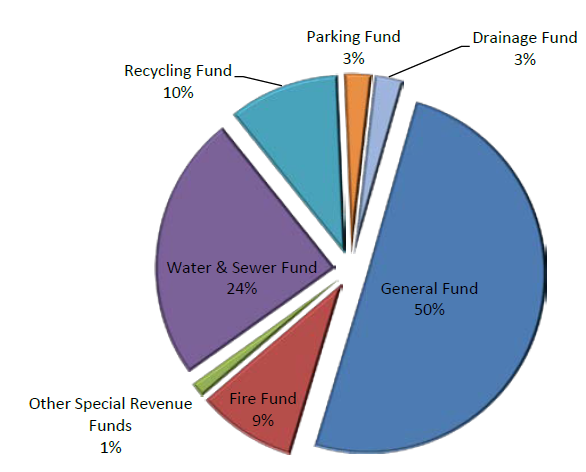 Parking Fund
3%
Drainage Fund
3%
Recycling Fund
10%
Water & Sewer Fund
24%
General Fund
50%
Fire Fund
9%
Other Special Revenue
Funds
1%